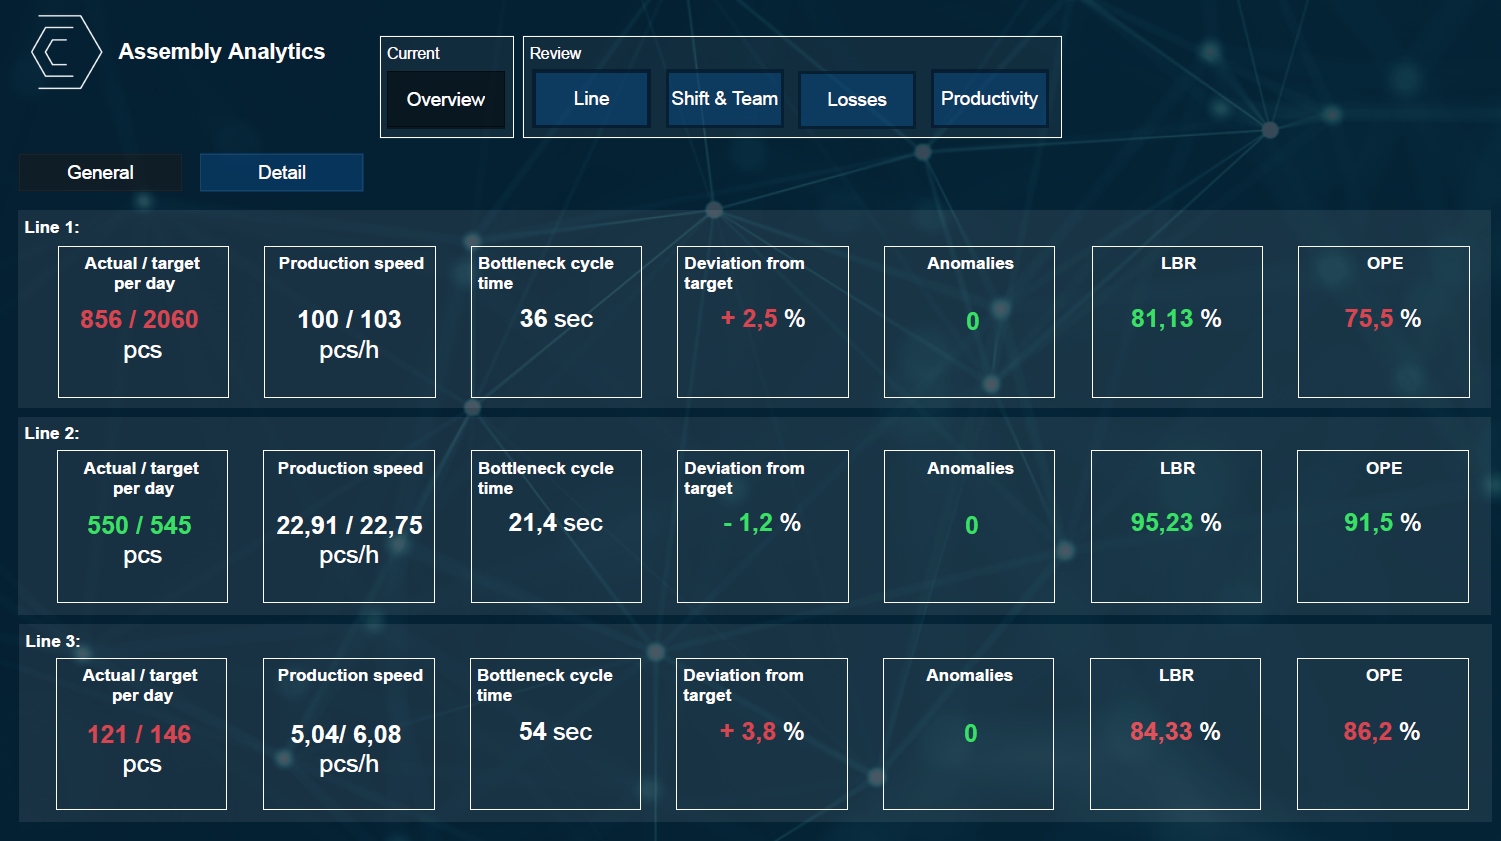 Assembly Analytics
Current
Overview
Review
Line
Shift & Team
Losses
Productivity
General
Detail
Line 1:
Actual / target
per day
856 / 2060
pcs
Production speed
100 / 103
pcs/h
Bottleneck cycle
time
36 sec
Deviation from
target
+ 2,5 %
Anomalies
0
LBR
81,13 %
OPE
75,5 %
Line 2:
Actual / target
per day
550 / 545
pcs
Production speed
22,91 / 22,75
pcs/h
Bottleneck cycle
time
21,4 sec
Deviation from
target
- 1,2 %
Anomalies
0
LBR
95,23 %
OPE
91,5 %
Line 3:
Actual / target
per day
121 / 146
pcs
Production speed
5,04/ 6,08
pcs/h
Bottleneck cycle
time
54 sec
Deviation from
target
+ 3,8 %
Anomalies
0
LBR
84,33 %
OPE
86,2 %